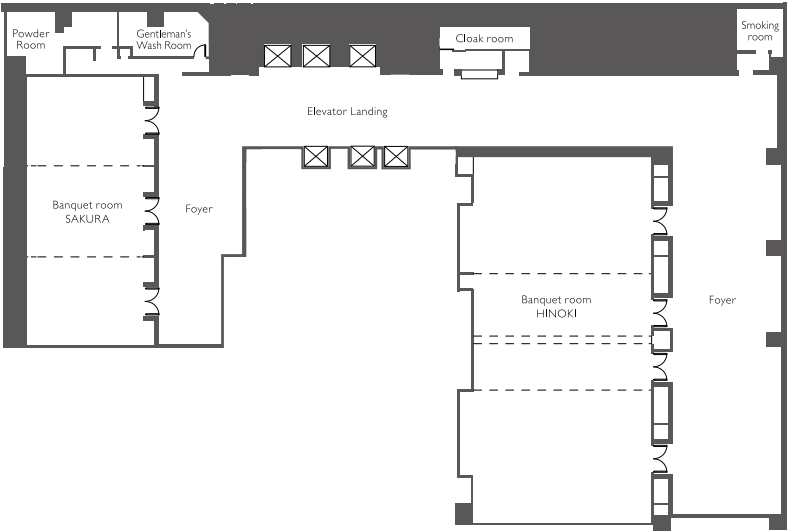 Powder
Room
Gentleman's
Wash Room
Cloak room
Smoking
room
Elevator Landing
Banquet room
SAKURA
Foyer
Banquet room
HINOKI
Foyer